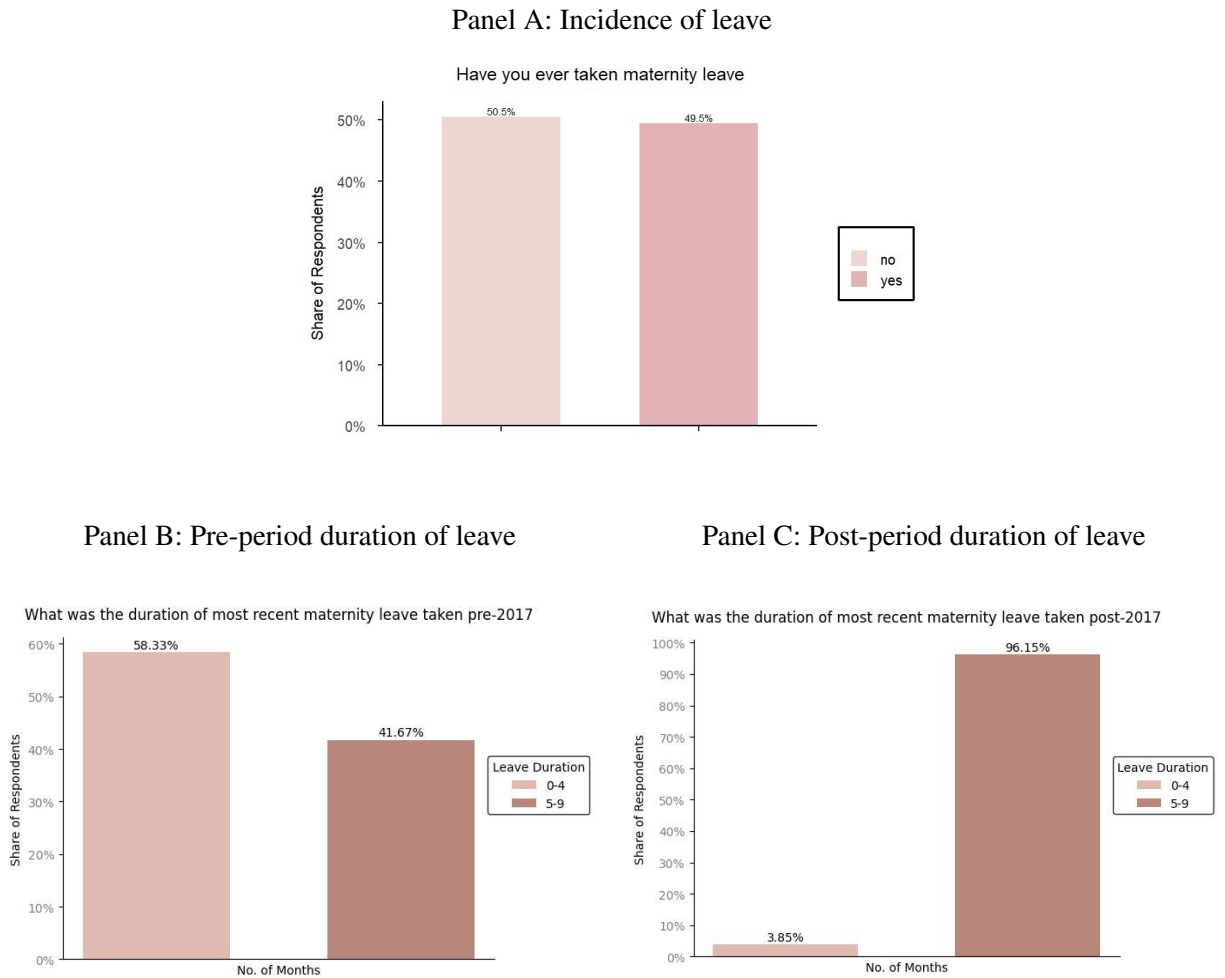 Panel A: Incidence of leave
Have you ever taken maternity leave
50.5%
49.5%
50%
40%
30%
20%
10%
0%
Share of Respondents
no
yes
Panel B: Pre-period duration of leave
What was the duration of most recent maternity leave taken pre-2017
58.33%
41.67%
60%
50%
40%
30%
20%
10%
0%
Share of Respondents
No. of Months
Leave Duration
0-4
5-9
Panel C: Post-period duration of leave
What was the duration of most recent maternity leave taken post-2017
96.15%
3.85%
100%
90%
80%
70%
60%
50%
40%
30%
20%
10%
0%
Share of Respondents
No. of Months
Leave Duration
0-4
5-9